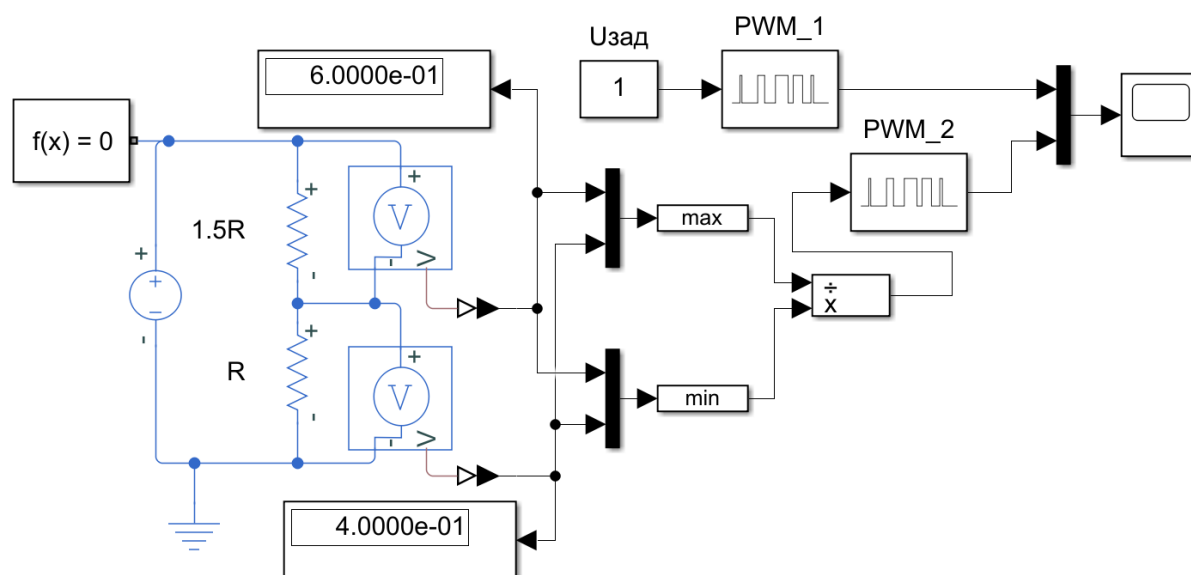 PWM_1
Uзад
6.0000e-01
1
f(x) = 0
PWM_2
+
+
+
1.5R
V
max
-
-
V
+
+
-
÷
x
-
+
+
R
V
min
-
-
V
4.0000e-01